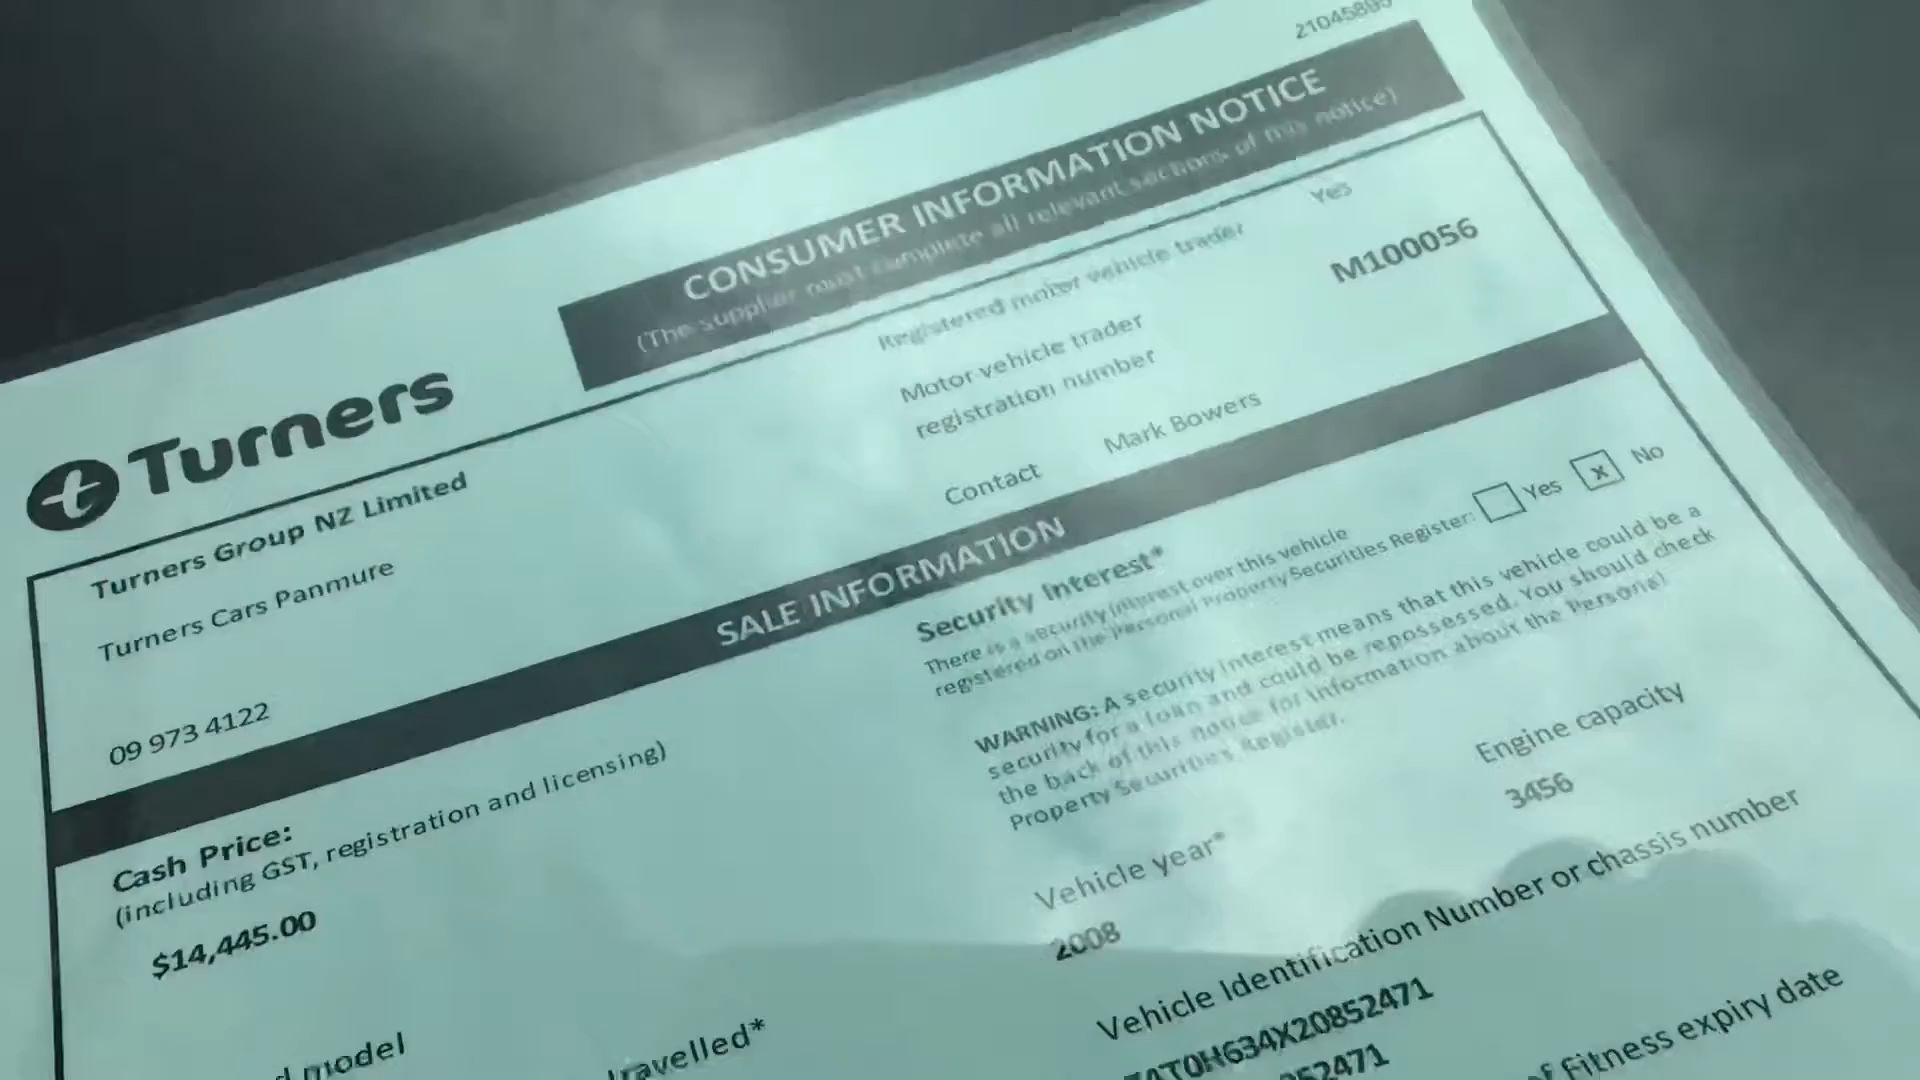 21045895
CONSUMER INFORMATION NOTICE
(The supplier must complete all relevant sections of this notice)
Turners
Turners Group NZ Limited
Turners Cars Panmure
09 973 4122
Registered motor vehicle trader Yes
Motor vehicle trader
registration number M100056
Contact Mark Bowers
SALE INFORMATION
Cash Price:
(including GST, registration and licensing)
$14,445.00
Security Interest*
There is a security interest over this vehicle
registered on the Personal Property Securities Register: Yes x No
WARNING: A security interest means that this vehicle could be a
security for a loan and could be repossessed. You should check
the back of this notice for information about the Personal
Property Securities Register.
Vehicle year* Engine capacity
2008 3456
Vehicle Identification Number or chassis number
7AT0H634X20852471
52471
model
travelled*
of Fitness expiry date